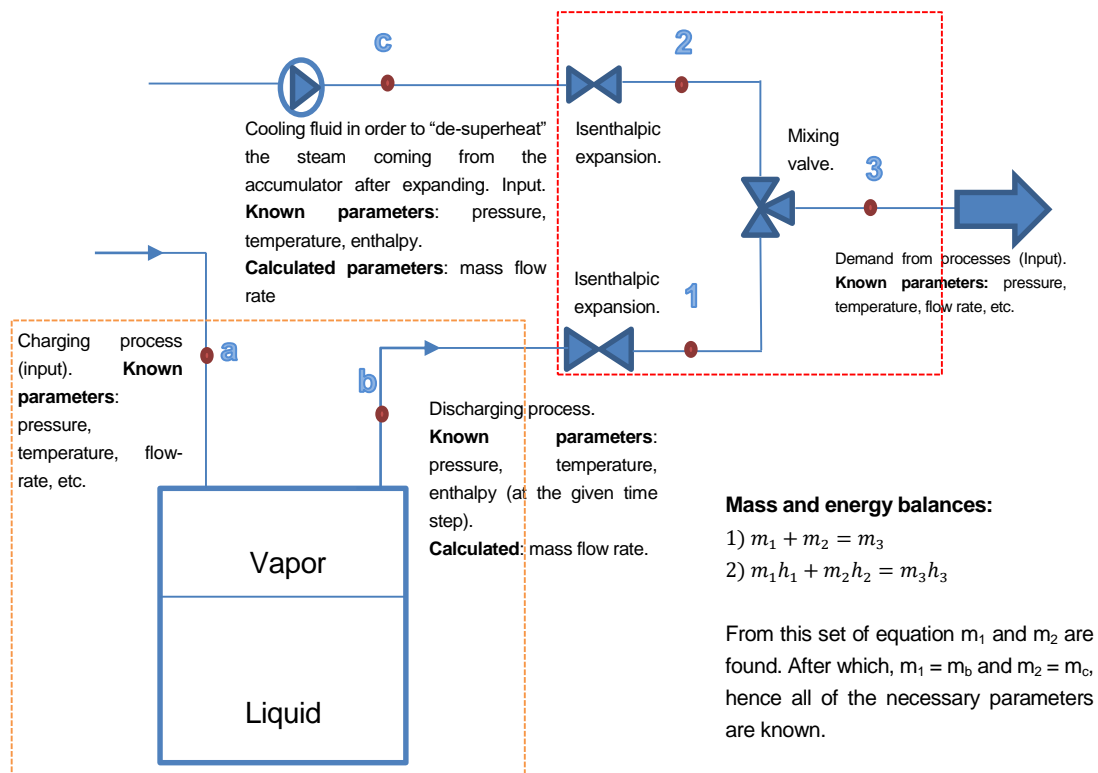 c
2
Cooling fluid in order to “de-superheat”
the steam coming from the
accumulator after expanding. Input.
Known parameters: pressure,
temperature, enthalpy.
Calculated parameters: mass flow
rate
Isenthalpic
expansion.
Mixing
valve.
3
Demand from processes (Input).
Known parameters: pressure,
temperature, flow rate, etc.
Isenthalpic
expansion.
1
Charging process
(input). Known
parameters:
pressure,
temperature, flow-
rate, etc.
a
b
Discharging process.
Known parameters:
pressure, temperature,
enthalpy (at the given time
step).
Calculated: mass flow rate.
Vapor
Liquid
Mass and energy balances:
1) m₁ + m₂ = m₃
2) m₁h₁ + m₂h₂ = m₃h₃
From this set of equation m₁ and m₂ are
found. After which, m₁ = m_b and m₂ = m_c,
hence all of the necessary parameters
are known.